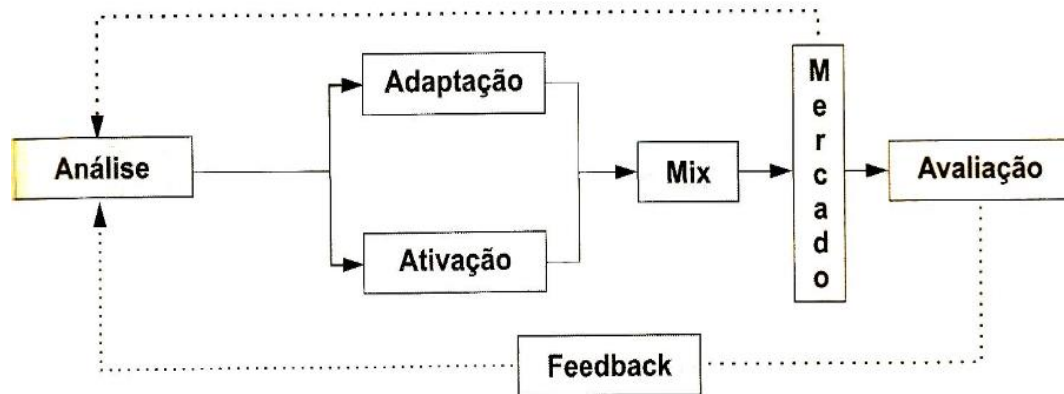 Adaptação
Análise
Mix
Mercado
Avaliação
Ativação
Feedback